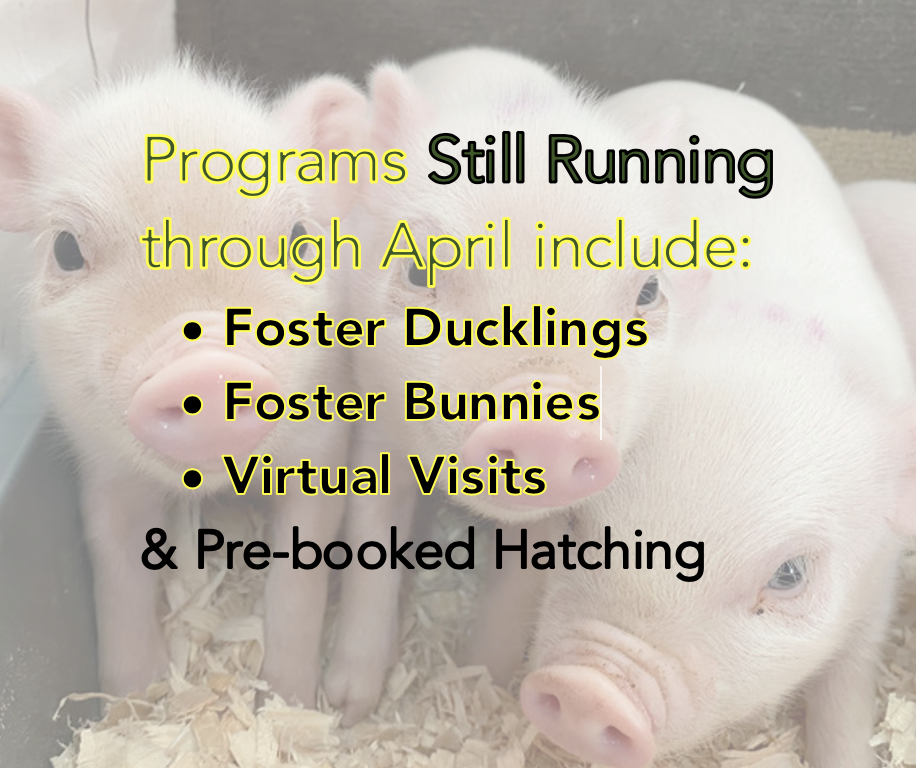 Programs Still Running
through April include:
• Foster Ducklings
• Foster Bunnies
• Virtual Visits
& Pre-booked Hatching